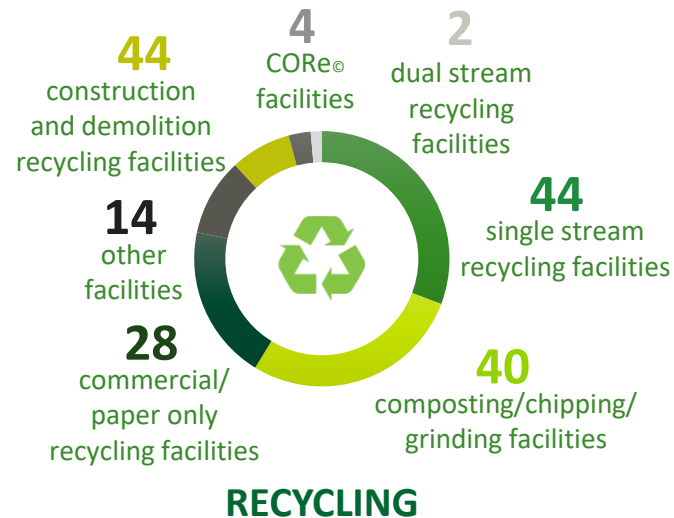 44
construction
and demolition
recycling facilities
4
CORe©
facilities
2
dual stream
recycling
facilities
44
single stream
recycling facilities
40
composting/chipping/
grinding facilities
28
commercial/
paper only
recycling facilities
14
other
facilities
RECYCLING